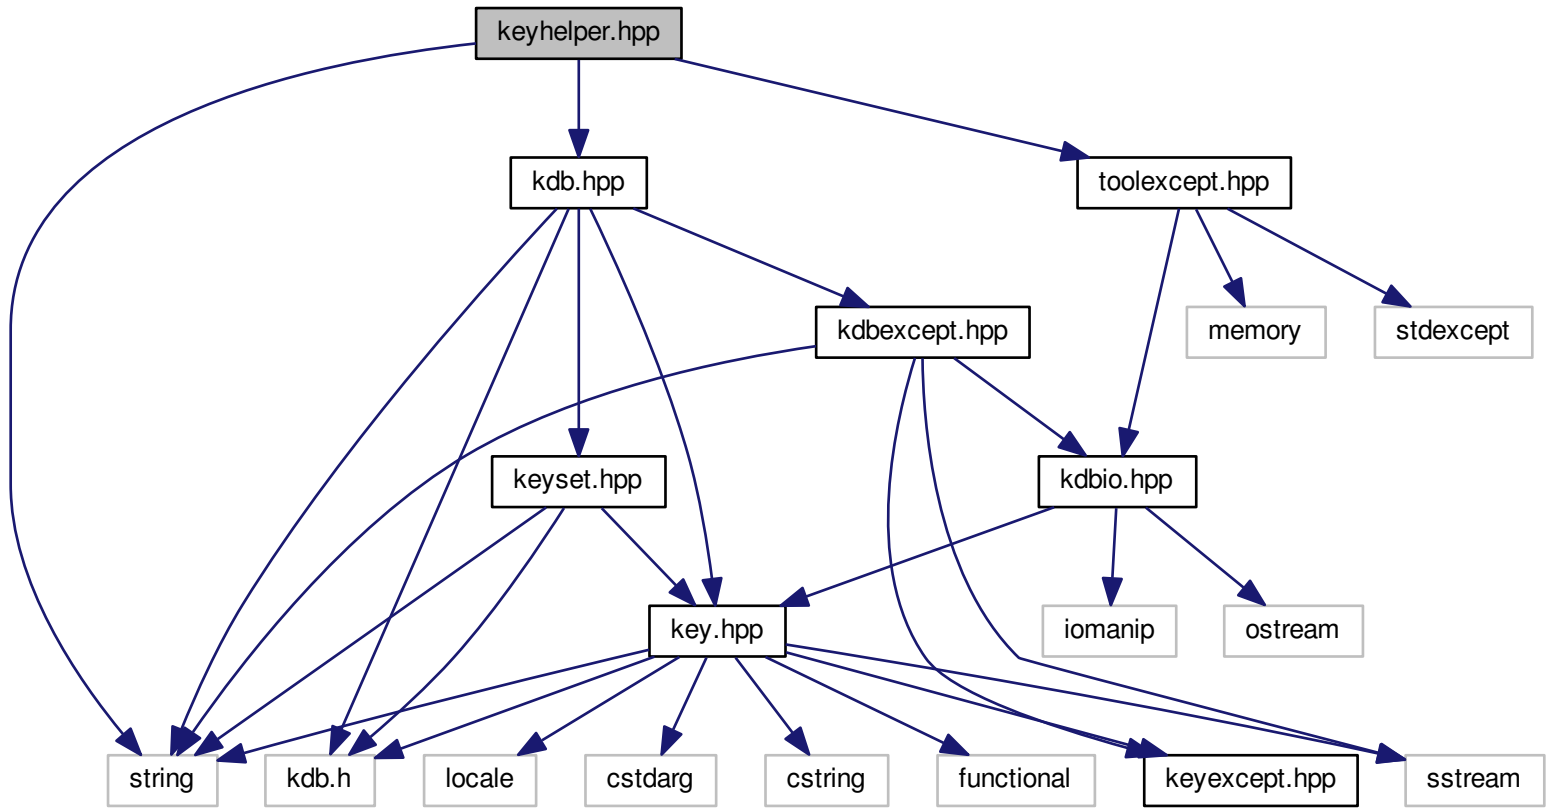 keyhelper.hpp
kdb.hpp
toolexcept.hpp
kdbexcept.hpp
memory
stdexcept
keyset.hpp
kdbio.hpp
key.hpp
iomanip
ostream
string
kdb.h
locale
cstdarg
cstring
functional
keyexcept.hpp
sstream